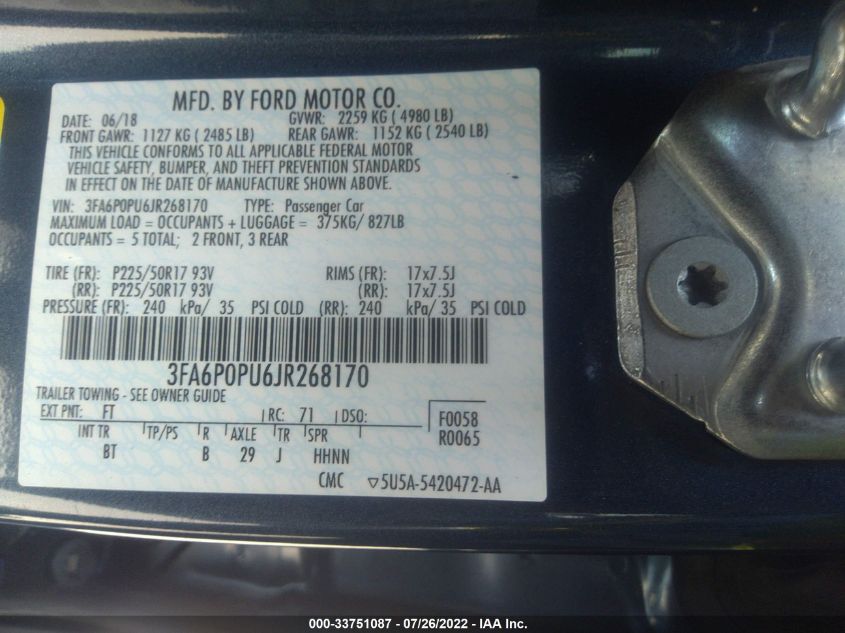 MFD. BY FORD MOTOR CO.
DATE: 06/18 GVWR: 2259 KG ( 4980 LB)
FRONT GAWR: 1127 KG ( 2485 LB) REAR GAWR: 1152 KG ( 2540 LB)
THIS VEHICLE CONFORMS TO ALL APPLICABLE FEDERAL MOTOR
VEHICLE SAFETY, BUMPER, AND THEFT PREVENTION STANDARDS
IN EFFECT ON THE DATE OF MANUFACTURE SHOWN ABOVE.
VIN: 3FA6P0PU6JR268170 TYPE: Passenger Car
MAXIMUM LOAD = OCCUPANTS + LUGGAGE = 375KG/ 827LB
OCCUPANTS = 5 TOTAL; 2 FRONT, 3 REAR
TIRE (FR): P225/50R17 93V RIMS (FR): 17x7.5J
(RR): P225/50R17 93V (RR): 17x7.5J
PRESSURE (FR): 240 kPa/ 35 PSI COLD (RR): 240 kPa/ 35 PSI COLD
3FA6P0PU6JR268170
TRAILER TOWING - SEE OWNER GUIDE
EXT PNT: FT RC: 71 DSO: F0058
INT TR TP/PS R AXLE TR SPR R0065
BT B 29 J HHNN
CMC ▽5U5A-5420472-AA
000-33751087 - 07/26/2022 - IAA Inc.